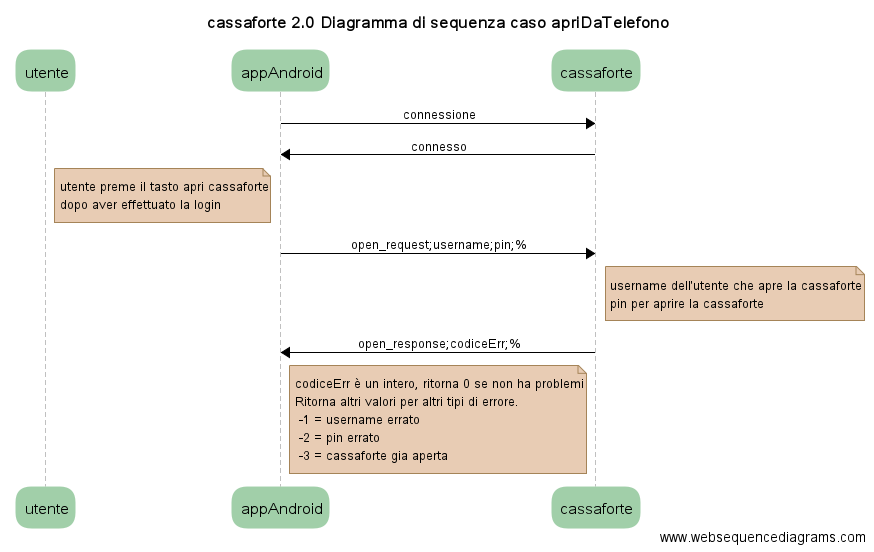 cassaforte 2.0 Diagramma di sequenza caso apriDaTelefono
utente
appAndroid
cassaforte
connessione
connesso
utente preme il tasto apri cassaforte
dopo aver effettuato la login
open_request;username;pin;%
username dell'utente che apre la cassaforte
pin per aprire la cassaforte
open_response;codiceErr;%
codiceErr è un intero, ritorna 0 se non ha problemi
Ritorna altri valori per altri tipi di errore.
-1 = username errato
-2 = pin errato
-3 = cassaforte gia aperta
utente
appAndroid
cassaforte
www.websequencediagrams.com